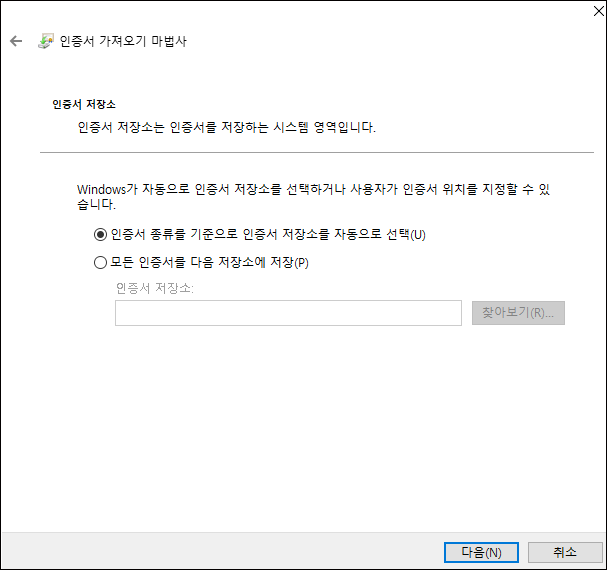 인증서 가져오기 마법사
인증서 저장소
인증서 저장소는 인증서를 저장하는 시스템 영역입니다.
Windows가 자동으로 인증서 저장소를 선택하거나 사용자가 인증서 위치를 지정할 수 있
습니다.
인증서 종류를 기준으로 인증서 저장소를 자동으로 선택(U)
모든 인증서를 다음 저장소에 저장(P)
인증서 저장소:
찾아보기(R)...
다음(N)
취소